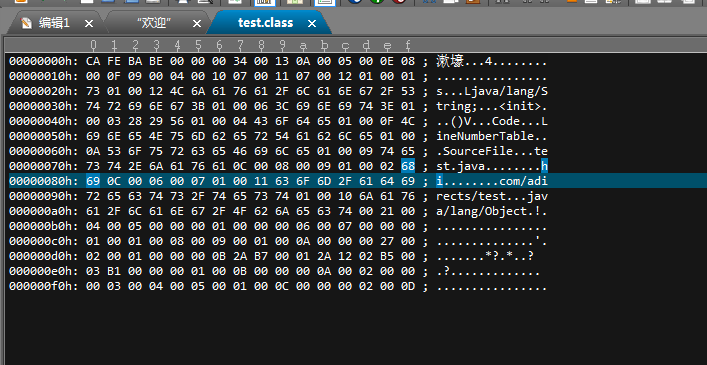 编辑1 "欢迎" test.class
0 1 2 3 4 5 6 7 8 9 a b c d e f
00000000h: CA FE BA BE 00 00 00 34 00 13 0A 00 05 00 0E 08 ; 漱壕...4........
00000010h: 00 0F 09 00 04 00 10 07 00 11 07 00 12 01 00 01 ; ................
00000020h: 73 01 00 12 4C 6A 61 76 61 2F 6C 61 6E 67 2F 53 ; s...Ljava/lang/S
00000030h: 74 72 69 6E 67 3B 01 00 06 3C 69 6E 69 74 3E 01 ; tring;...<init>.
00000040h: 00 03 28 29 56 01 00 04 43 6F 64 65 01 00 0F 4C ; ..()V...Code...L
00000050h: 69 6E 65 4E 75 6D 62 65 72 54 61 62 6C 65 01 00 ; ineNumberTable..
00000060h: 0A 53 6F 75 72 63 65 46 69 6C 65 01 00 09 74 65 ; .SourceFile...te
00000070h: 73 74 2E 6A 61 76 61 0C 00 08 00 09 01 00 02 68 ; st.java........h
00000080h: 69 0C 00 06 00 07 01 00 11 63 6F 6D 2F 61 64 69 ; i........com/adi
00000090h: 72 65 63 74 73 2F 74 65 73 74 01 00 10 6A 61 76 ; rects/test...jav
000000a0h: 61 2F 6C 61 6E 67 2F 4F 62 6A 65 63 74 00 21 00 ; a/lang/Object.!.
000000b0h: 04 00 05 00 00 00 01 00 00 00 06 00 07 00 00 00 ; ................
000000c0h: 01 00 01 00 08 00 09 00 01 00 0A 00 00 00 27 00 ; ..............'.
000000d0h: 02 00 01 00 00 00 0B 2A B7 00 01 2A 12 02 B5 00 ; .......*?.*..?
000000e0h: 03 B1 00 00 00 01 00 0B 00 00 00 0A 00 02 00 00 ; .?.............
000000f0h: 00 03 00 04 00 05 00 01 00 0C 00 00 00 02 00 0D ; ................